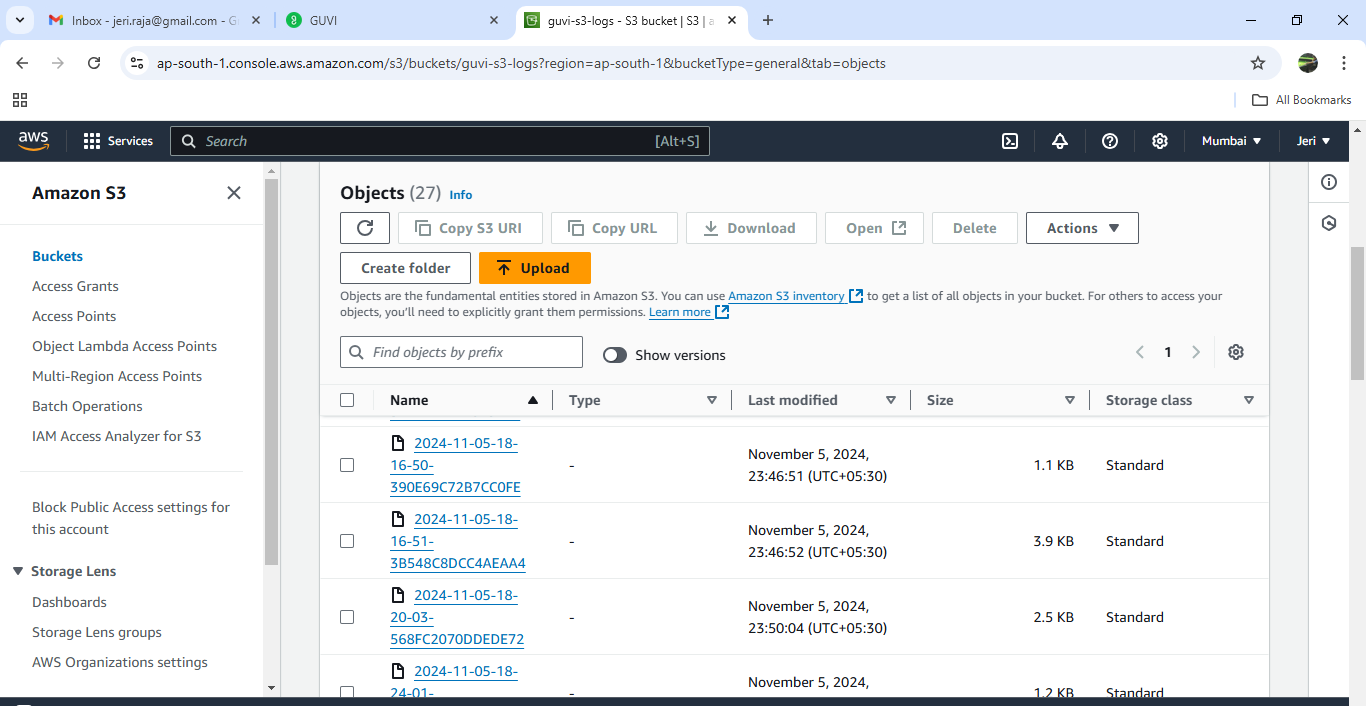 Inbox - jeri.raja@gmail.com - G
GUVI
guvi-s3-logs - S3 bucket | S3 | a
ap-south-1.console.aws.amazon.com/s3/buckets/guvi-s3-logs?region=ap-south-1&bucketType=general&tab=objects
All Bookmarks
aws
Services
Search
[Alt+S]
Mumbai
Jeri
Amazon S3
Buckets
Access Grants
Access Points
Object Lambda Access Points
Multi-Region Access Points
Batch Operations
IAM Access Analyzer for S3
Block Public Access settings for
this account
Storage Lens
Dashboards
Storage Lens groups
AWS Organizations settings
Objects (27) Info
Copy S3 URI
Copy URL
Download
Open
Delete
Actions
Create folder
Upload
Objects are the fundamental entities stored in Amazon S3. You can use Amazon S3 inventory to get a list of all objects in your bucket. For others to access your
objects, you'll need to explicitly grant them permissions. Learn more
Find objects by prefix
Show versions
1
Name
Type
Last modified
Size
Storage class
2024-11-05-18-
16-50-
390E69C72B7CC0FE
-
November 5, 2024,
23:46:51 (UTC+05:30)
1.1 KB
Standard
2024-11-05-18-
16-51-
3B548C8DCC4AEAA4
-
November 5, 2024,
23:46:52 (UTC+05:30)
3.9 KB
Standard
2024-11-05-18-
20-03-
568FC2070DDEDE72
-
November 5, 2024,
23:50:04 (UTC+05:30)
2.5 KB
Standard
2024-11-05-18-
24-01-
-
November 5, 2024,
1.2 KB
Standard